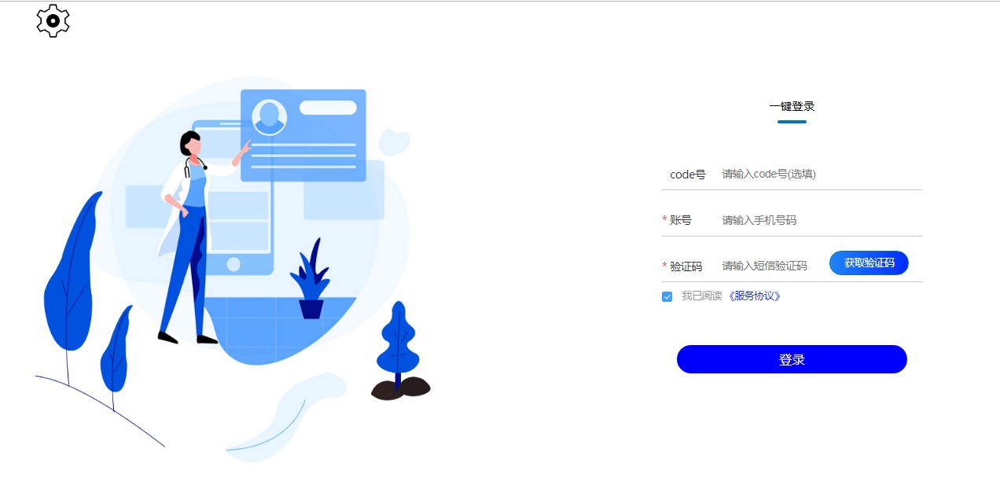 一键登录
code号 请输入code号(选填)
* 账号 请输入手机号码
* 验证码 请输入短信验证码 获取验证码
我已阅读 《服务协议》
登录